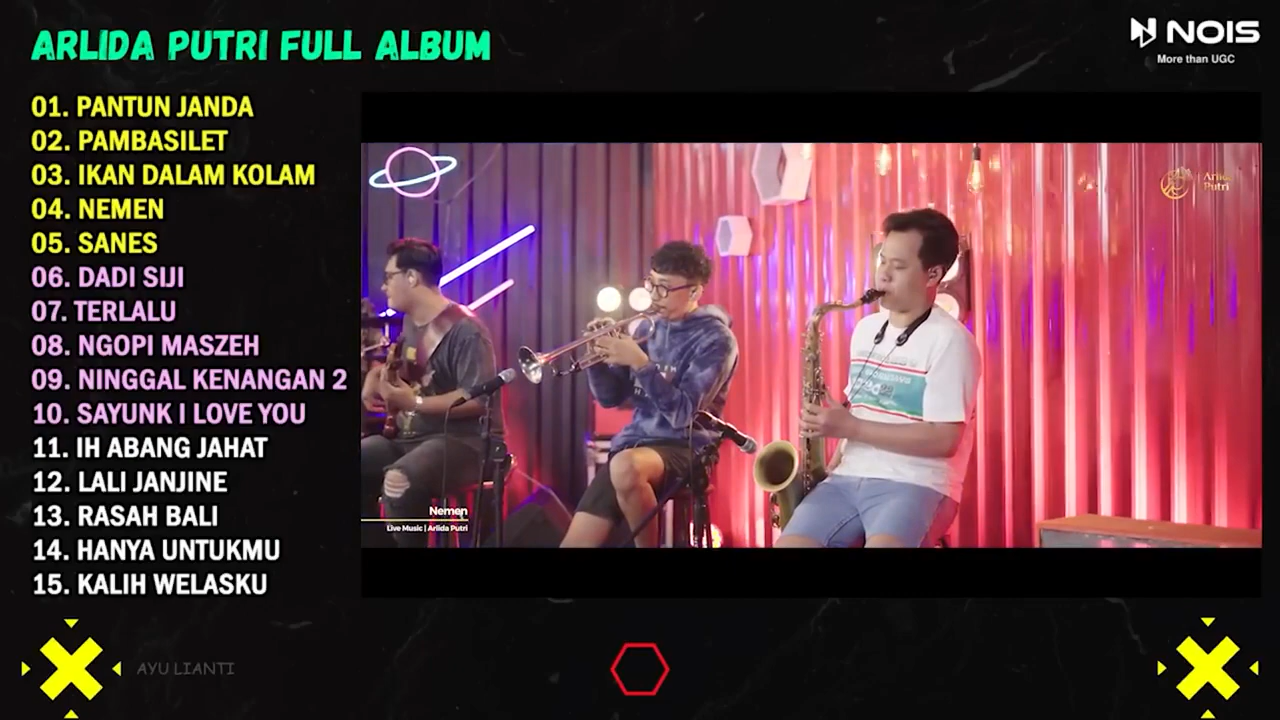 ARLIDA PUTRI FULL ALBUM
NOIS
More than UGC
01. PANTUN JANDA
02. PAMBASILET
03. IKAN DALAM KOLAM
04. NEMEN
05. SANES
06. DADI SIJI
07. TERLALU
08. NGOPI MASZEH
09. NINGGAL KENANGAN 2
10. SAYUNK I LOVE YOU
11. IH ABANG JAHAT
12. LALI JANJINE
13. RASAH BALI
14. HANYA UNTUKMU
15. KALIH WELASKU
Arlida
Putri
Nemen
Live Music | Arlida Putri
AYU LIANTI